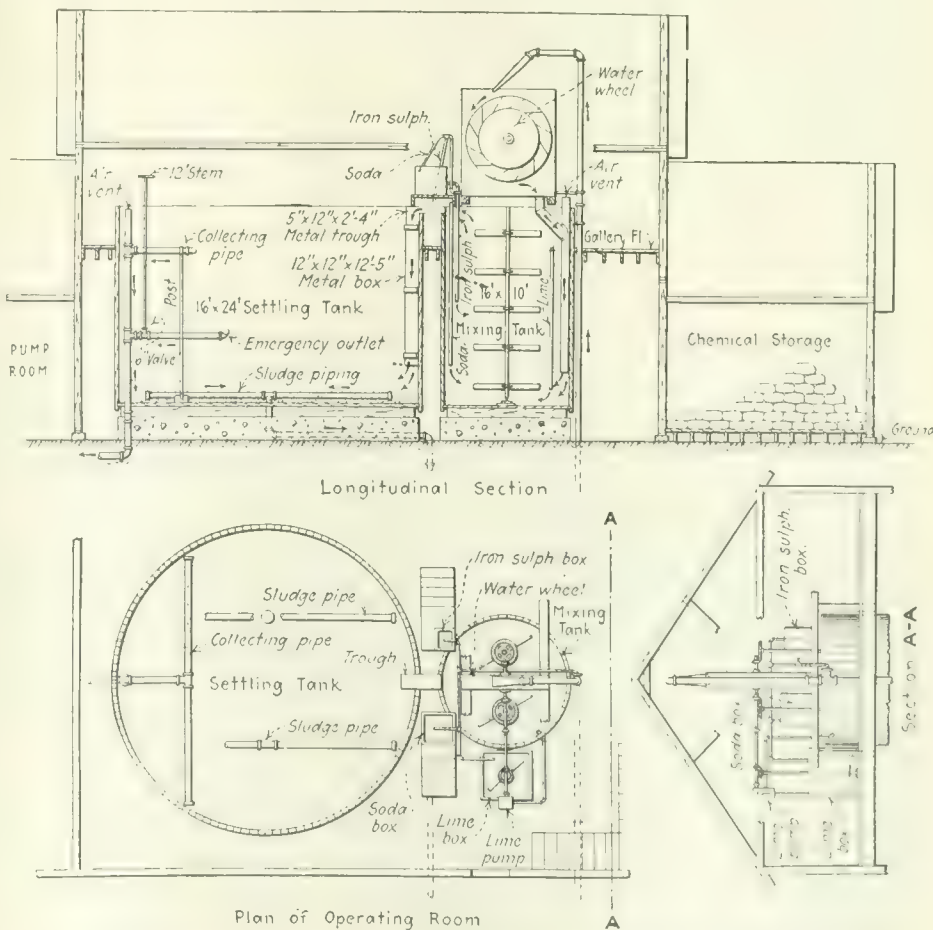 Water
wheel
Iron sulph.
Soda
Air
vent
Air
vent
12' Stem
5"x12"x2'-4"
Metal trough
Collecting
pipe
12"x12"x12'-5"
Metal box
Gallery Fl.
Post
16'x24' Settling Tank
Iron sulph
16'x10'
Mixing Tank
Lime
Soda
Emergency outlet
Valve
PUMP
ROOM
Sludge piping
Chemical Storage
Ground
Longitudinal Section
A
Iron sulph box
Water wheel
Mixing
Tank
Sludge pipe
Collecting pipe
Trough
Settling Tank
Sludge pipe
Soda
box
Lime
box
Lime
pump
Plan of Operating Room
A
Iron sulph.
box.
Soda box
box
Section A-A